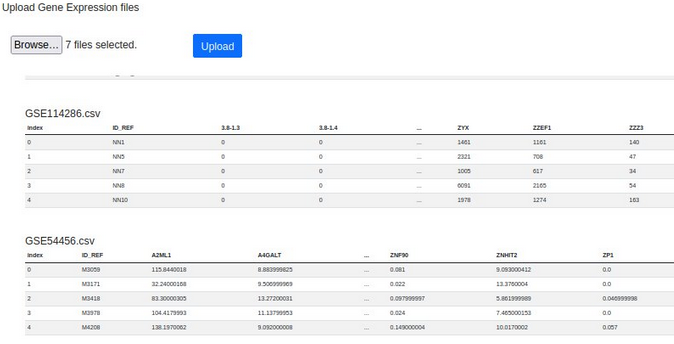 Upload Gene Expression files
Browse... 7 files selected. Upload
GSE114286.csv
index ID_REF 3.8-1.3 3.8-1.4 ... ZYX ZZEF1 ZZZ3
0 NN1 0 0 ... 1461 1161 140
1 NN5 0 0 ... 2321 708 47
2 NN7 0 0 ... 1005 617 34
3 NN8 0 0 ... 6091 2165 54
4 NN10 0 0 ... 1978 1274 163
GSE54456.csv
index ID_REF A2ML1 A4GALT ... ZNF90 ZNHIT2 ZP1
0 M3059 115.8440018 8.883999825 ... 0.081 9.093000412 0.0
1 M3171 32.24000168 9.506999969 ... 0.022 13.3760004 0.0
2 M3418 83.30000305 13.27200031 ... 0.097999997 5.861999989 0.046999998
3 M3978 104.4179993 11.13799953 ... 0.024 7.465000153 0.0
4 M4208 138.1970062 9.092000008 ... 0.149000004 10.0170002 0.057